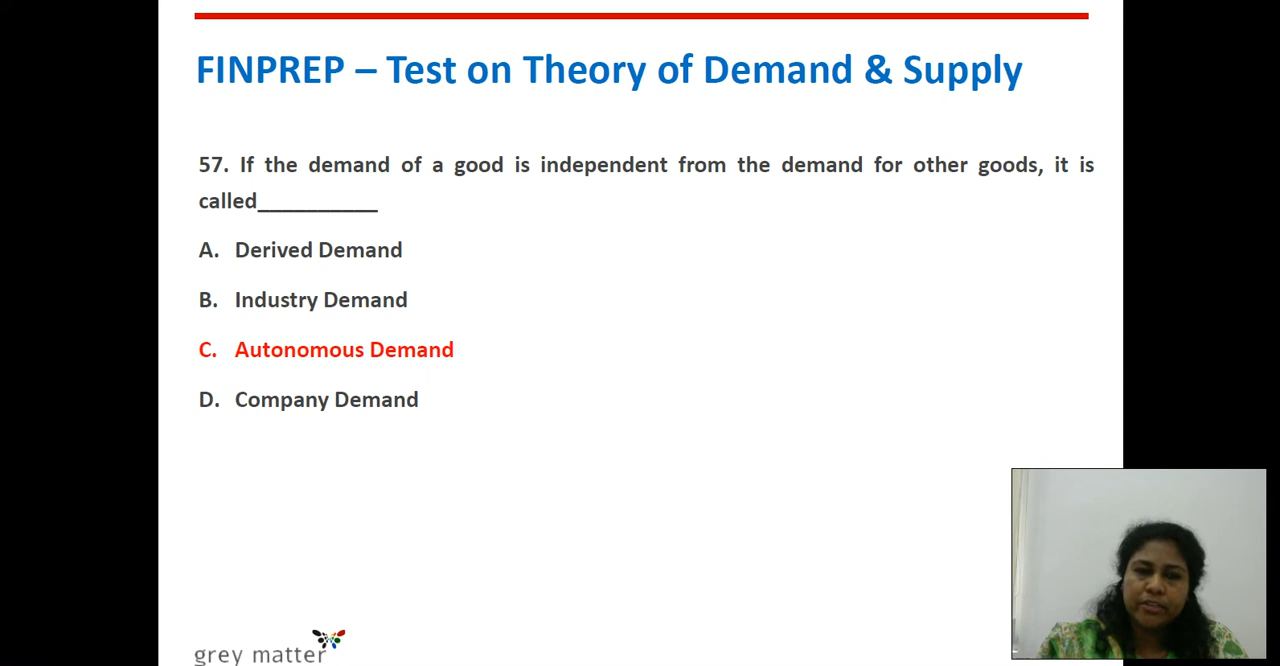 FINPREP – Test on Theory of Demand & Supply
57. If the demand of a good is independent from the demand for other goods, it is
called__________
A. Derived Demand
B. Industry Demand
C. Autonomous Demand
D. Company Demand
grey matter